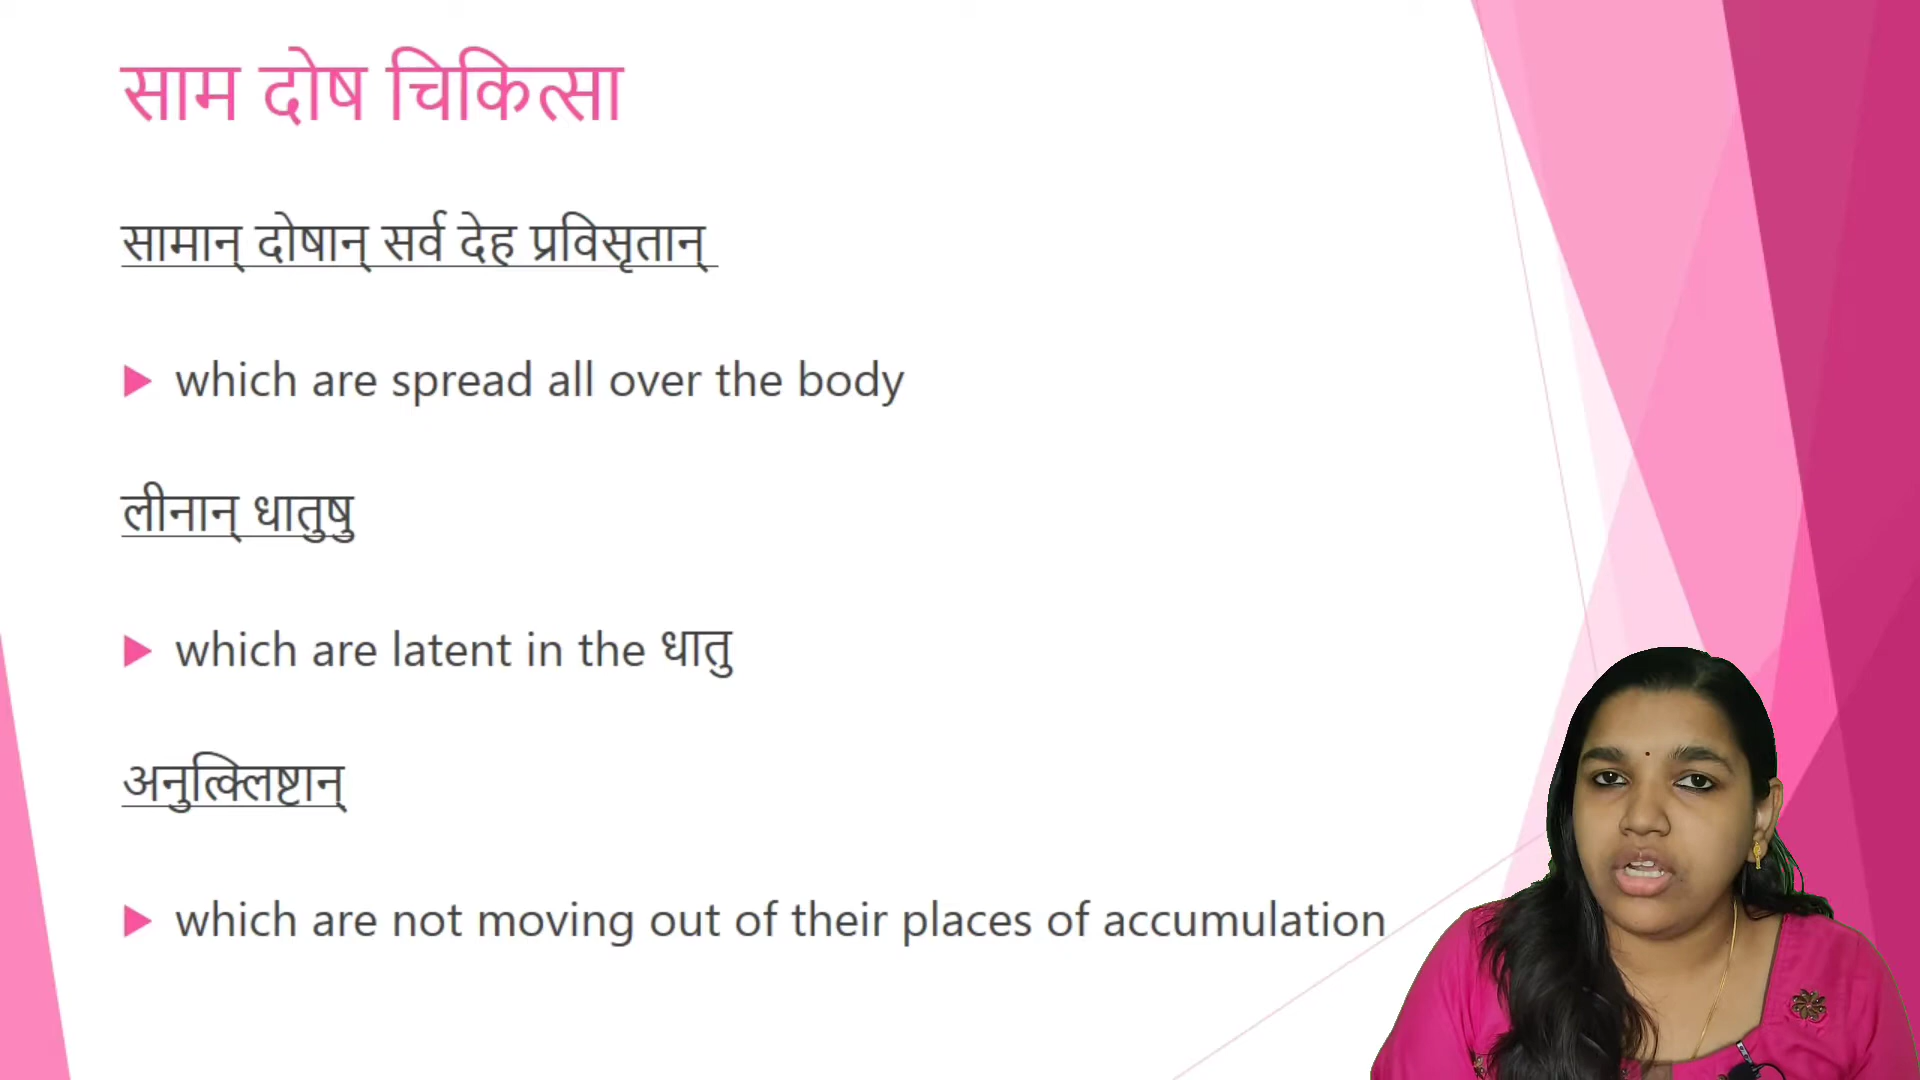 साम दोष चिकित्सा
सामान् दोषान् सर्व देह प्रविसृतान्
which are spread all over the body
लीनान् धातुषु
which are latent in the धातु
अनुत्क्लिष्टान्
which are not moving out of their places of accumulation